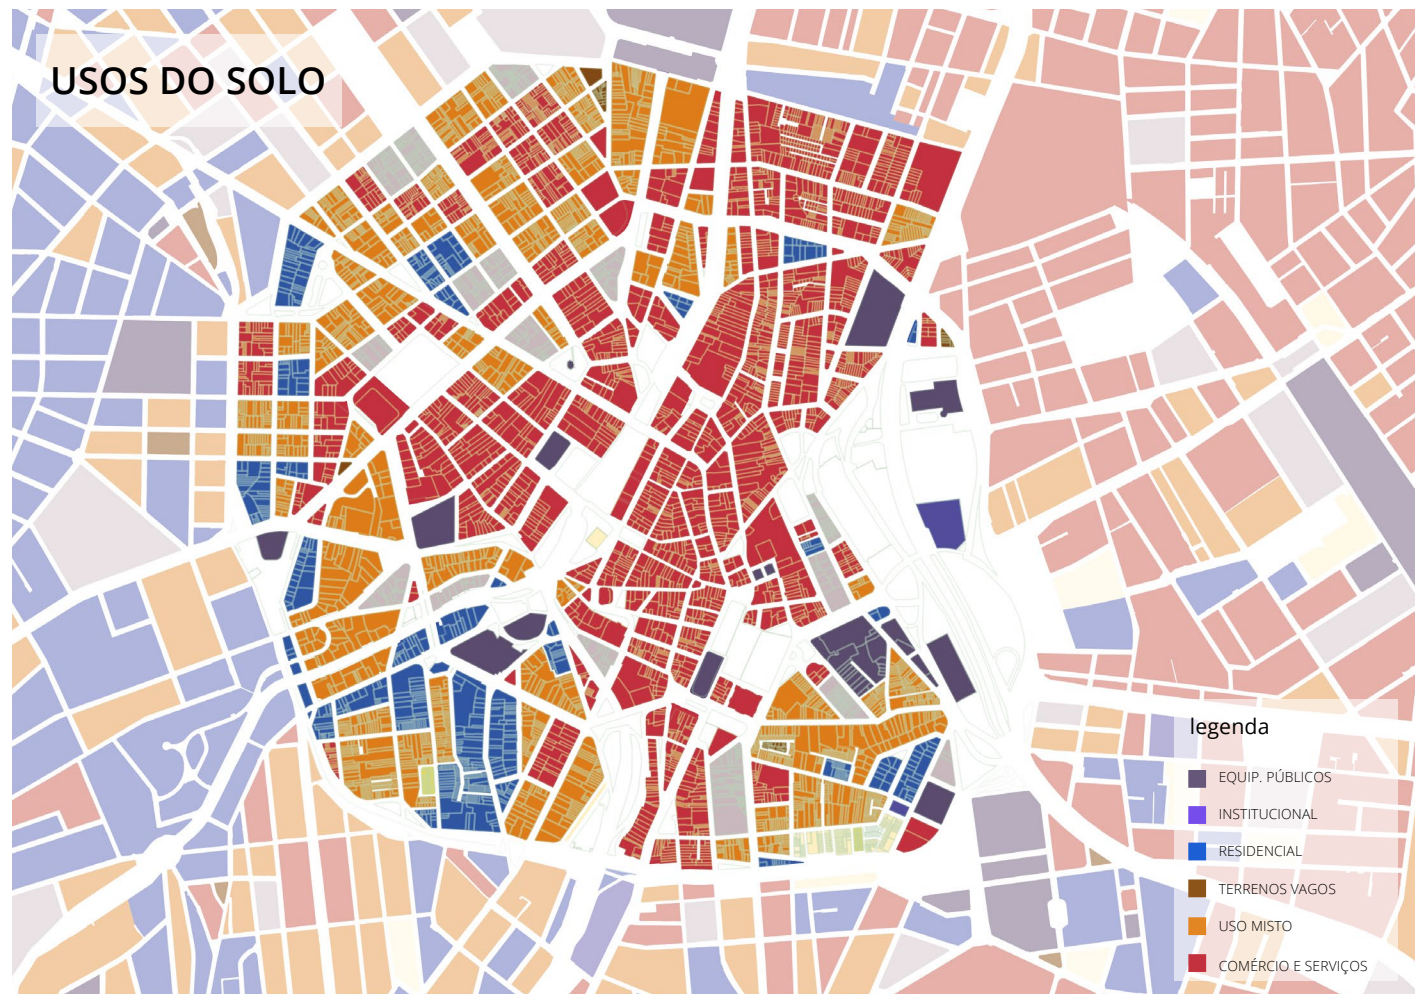 USOS DO SOLO
legenda
EQUIP. PÚBLICOS
INSTITUCIONAL
RESIDENCIAL
TERRENOS VAGOS
USO MISTO
COMÉRCIO E SERVIÇOS